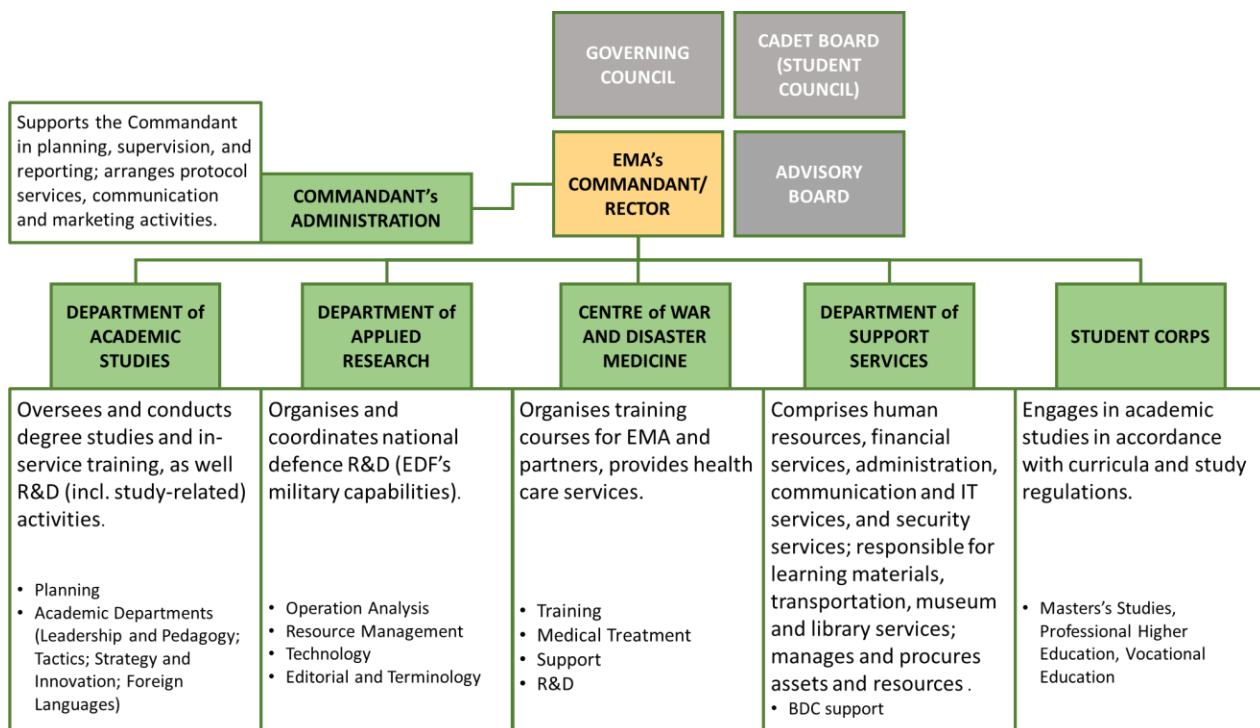 GOVERNING
COUNCIL
CADET BOARD
(STUDENT
COUNCIL)
Supports the Commandant
in planning, supervision, and
reporting; arranges protocol
services, communication
and marketing activities.
COMMANDANT's
ADMINISTRATION
EMA's
COMMANDANT/
RECTOR
ADVISORY
BOARD
DEPARTMENT of
ACADEMIC
STUDIES
DEPARTMENT of
APPLIED
RESEARCH
CENTRE of WAR
AND DISASTER
MEDICINE
DEPARTMENT of
SUPPORT
SERVICES
STUDENT CORPS
Oversees and conducts
degree studies and in-
service training, as well
R&D (incl. study-related)
activities.
• Planning
• Academic Departments
(Leadership and Pedagogy;
Tactics; Strategy and
Innovation; Foreign
Languages)
Organises and
coordinates national
defence R&D (EDF's
military capabilities).
• Operation Analysis
• Resource Management
• Technology
• Editorial and Terminology
Organises training
courses for EMA and
partners, provides health
care services.
• Training
• Medical Treatment
• Support
• R&D
Comprises human
resources, financial
services, administration,
communication and IT
services, and security
services; responsible for
learning materials,
transportation, museum
and library services;
manages and procures
assets and resources .
• BDC support
Engages in academic
studies in accordance
with curricula and study
regulations.
• Masters's Studies,
Professional Higher
Education, Vocational
Education